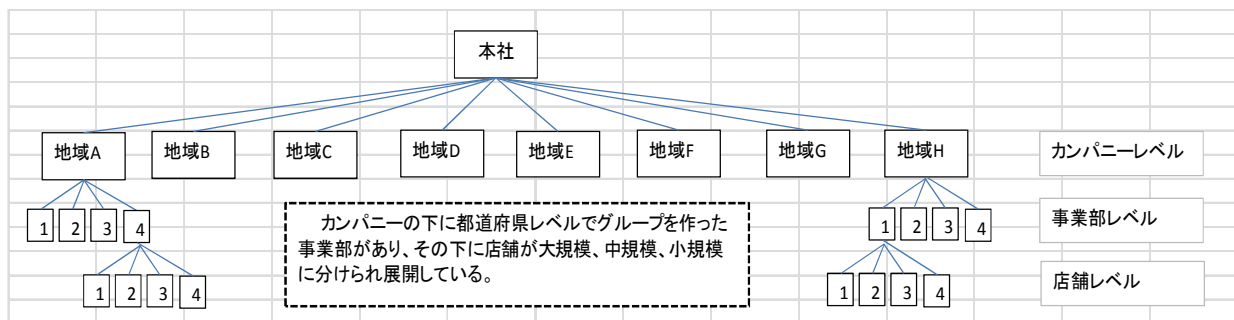 本社
地域A 地域B 地域C 地域D 地域E 地域F 地域G 地域H カンパニーレベル
1 2 3 4 1 2 3 4 事業部レベル
カンパニーの下に都道府県レベルでグループを作った
事業部があり、その下に店舗が大規模、中規模、小規模
に分けられ展開している。
1 2 3 4 1 2 3 4 店舗レベル